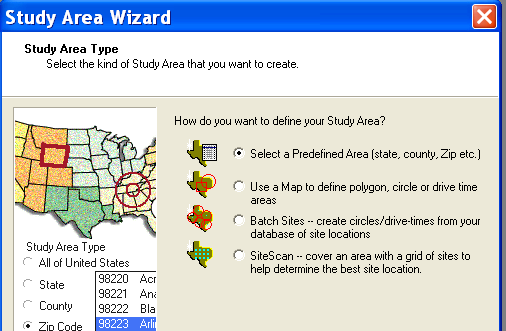 Study Area Wizard
Study Area Type
Select the kind of Study Area that you want to create.
How do you want to define your Study Area?
Select a Predefined Area (state, county, Zip etc.)
Use a Map to define polygon, circle or drive time
areas
Batch Sites -- create circles/drive-times from your
database of site locations
SiteScan -- cover an area with a grid of sites to
help determine the best site location.
Study Area Type
All of United States
State
County
Zip Code
98220 Acr
98221 Ana
98222 Bla
98223 Arli